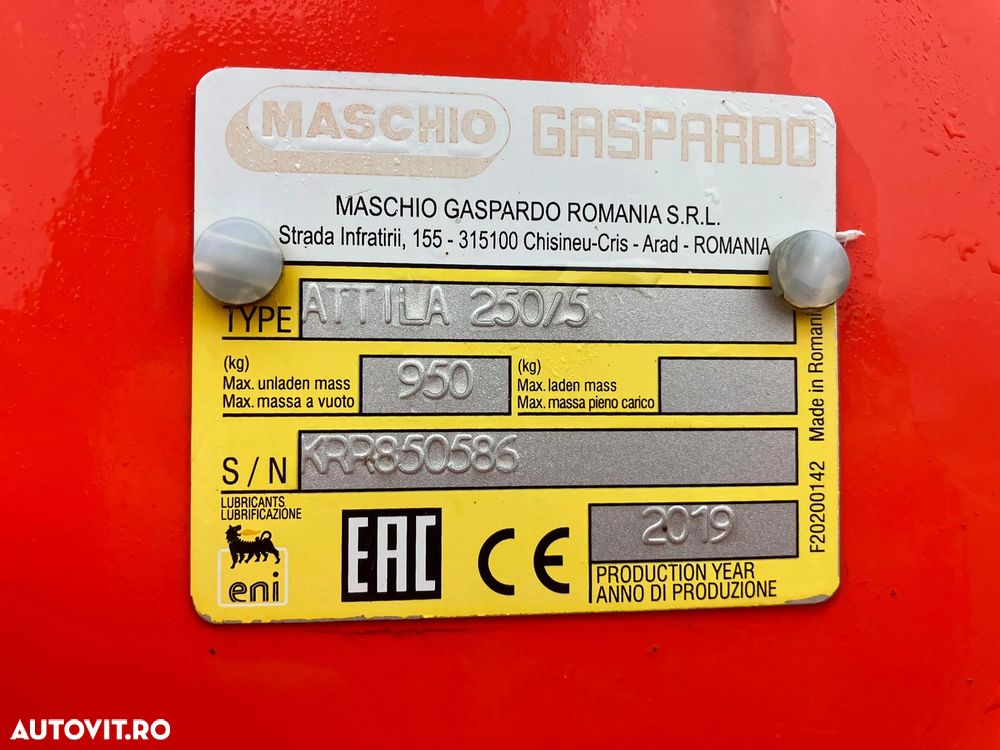 MASCHIO GASPARDO
MASCHIO GASPARDO ROMANIA S.R.L.
Strada Infratirii, 155 - 315100 Chisineu-Cris - Arad - ROMANIA
TYPE ATTILA 250/5
(kg)
Max. unladen mass
Max. massa a vuoto
950
(kg)
Max. laden mass
Max. massa pieno carico
S / N KRR850586
LUBRICANTS
LUBRIFICAZIONE
eni
EAC
CE
2019
PRODUCTION YEAR
ANNO DI PRODUZIONE
F20200142 Made in Romania
AUTOVIT.RO